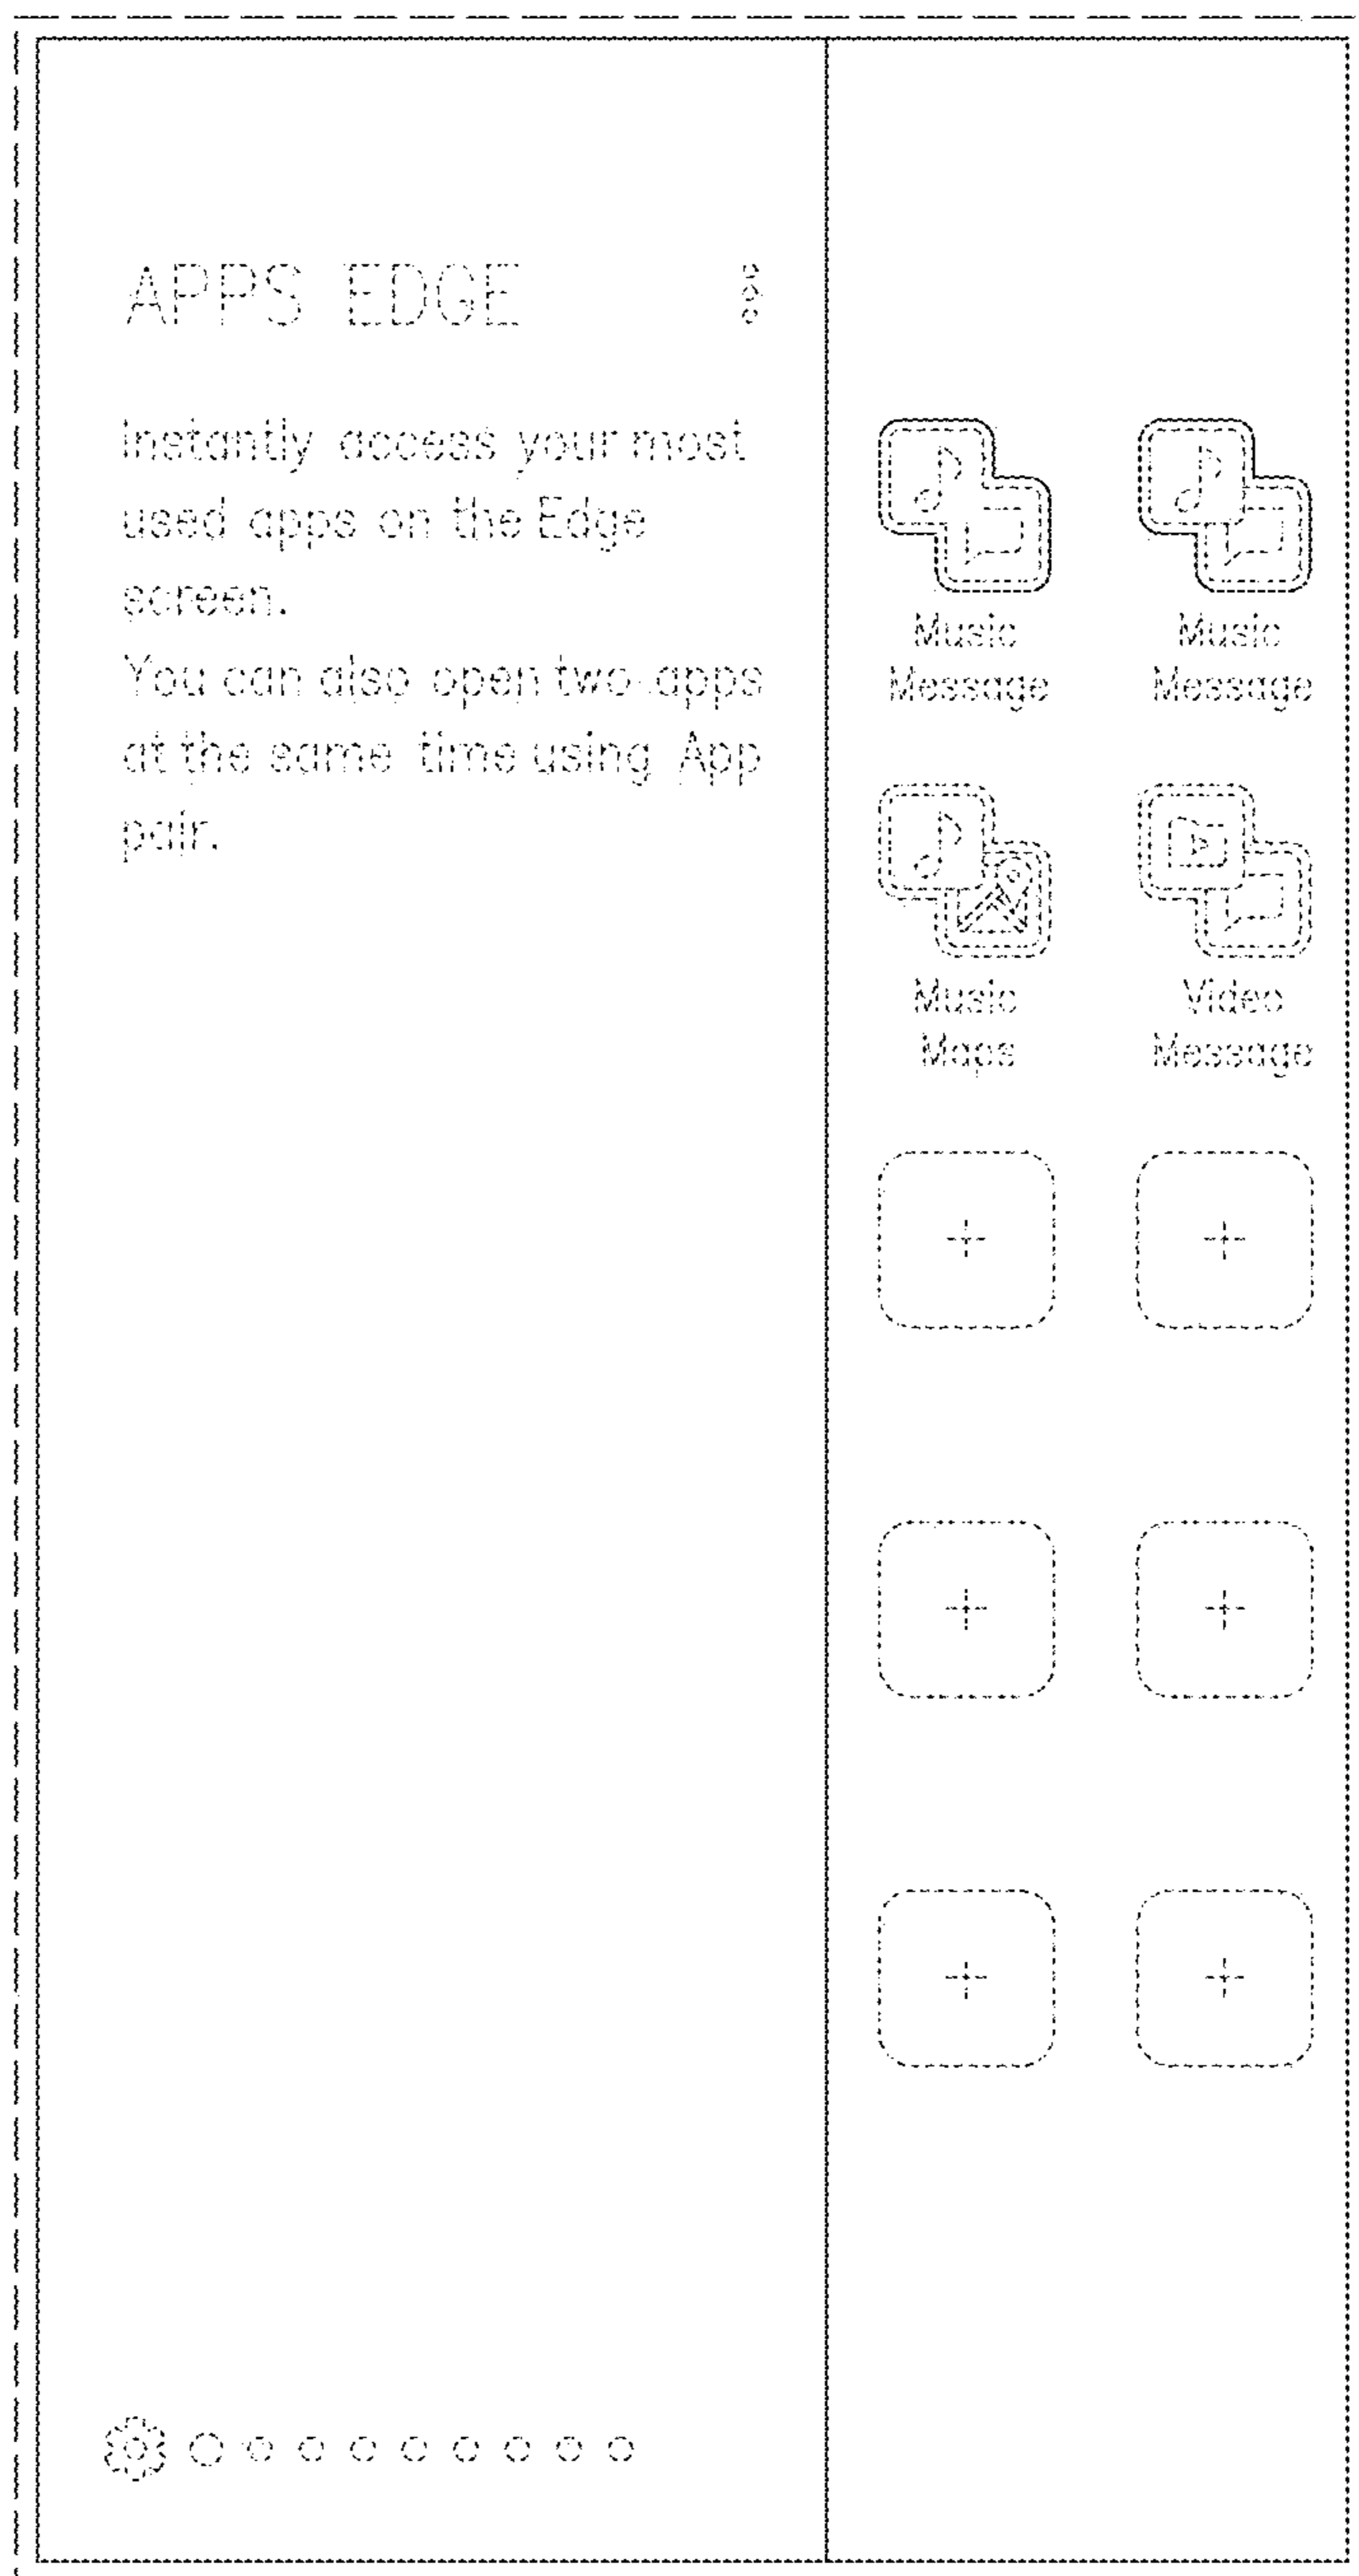 APPS EDGE
Instantly access your most
used apps on the Edge
screen.
You can also open two apps
at the same time using App
pair.
Music
Message
Music
Message
Music
Maps
Video
Message